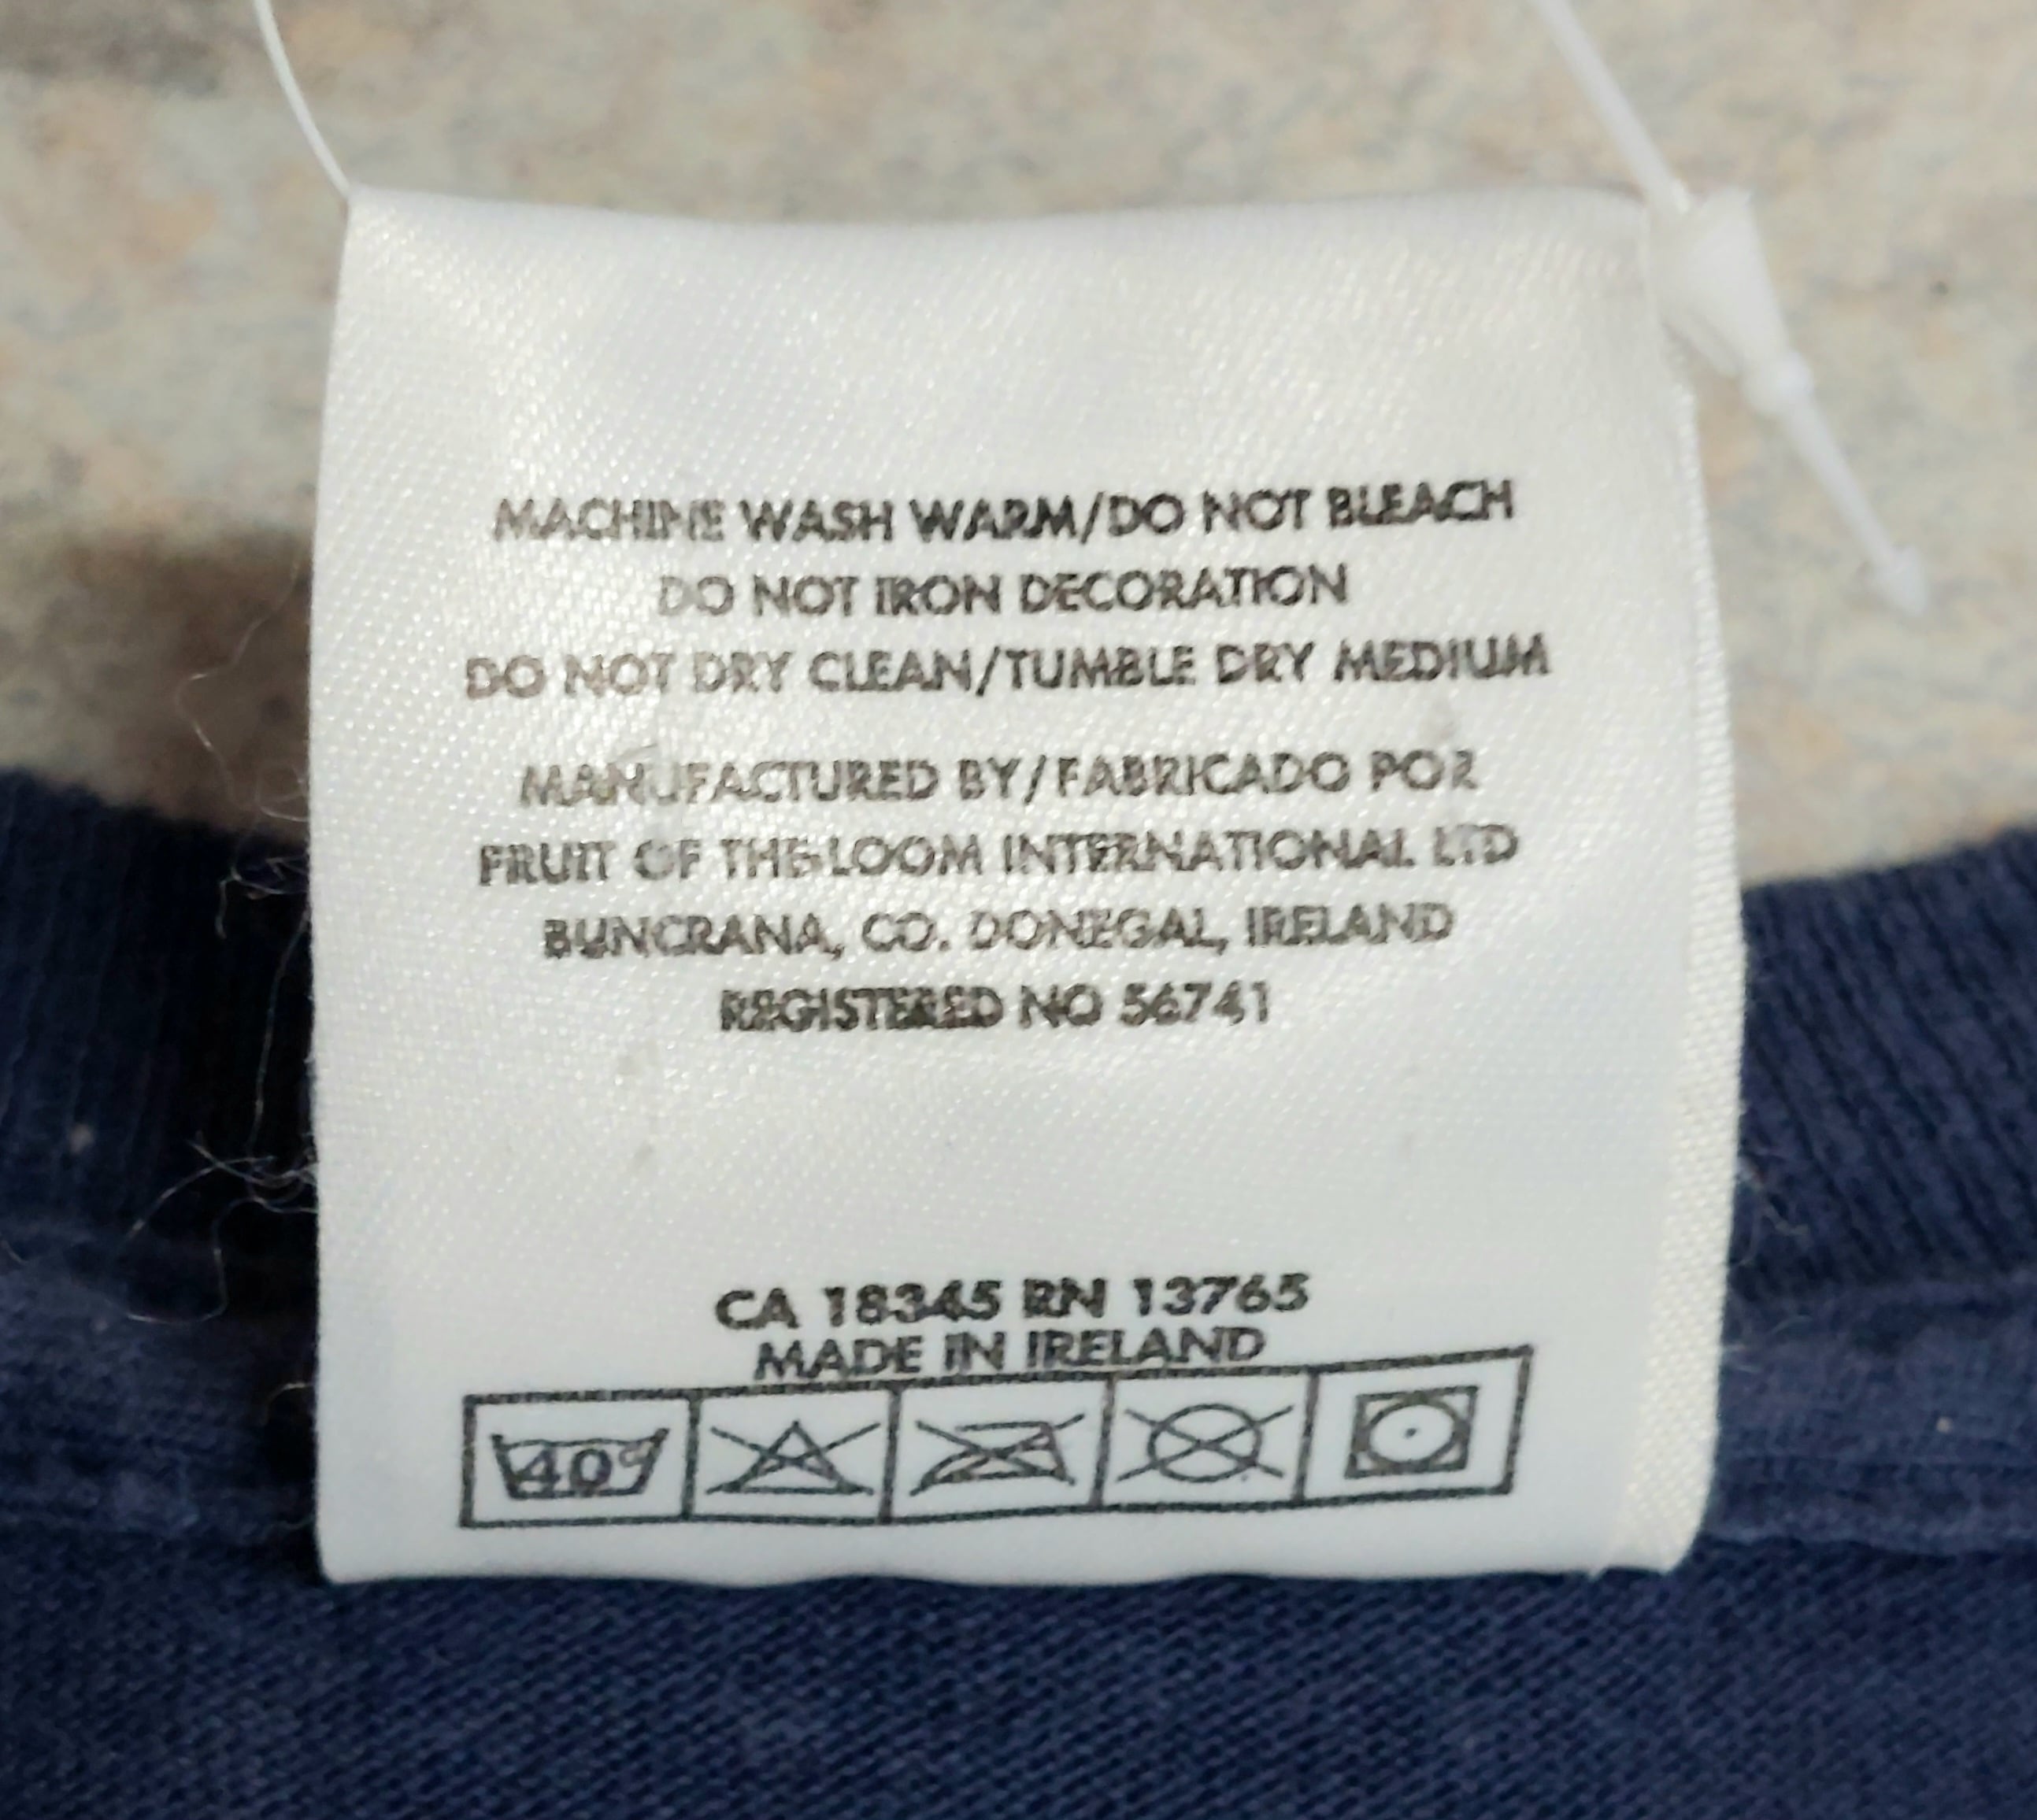 MACHINE WASH WARM/DO NOT BLEACH
DO NOT IRON DECORATION
DO NOT DRY CLEAN/TUMBLE DRY MEDIUM
MANUFACTURED BY/FABRICADO POR
FRUIT OF THE LOOM INTERNATIONAL LTD
BUNCRANA, CO. DONEGAL, IRELAND
REGISTERED NO 56741
CA 18345 RN 13765
MADE IN IRELAND
40°